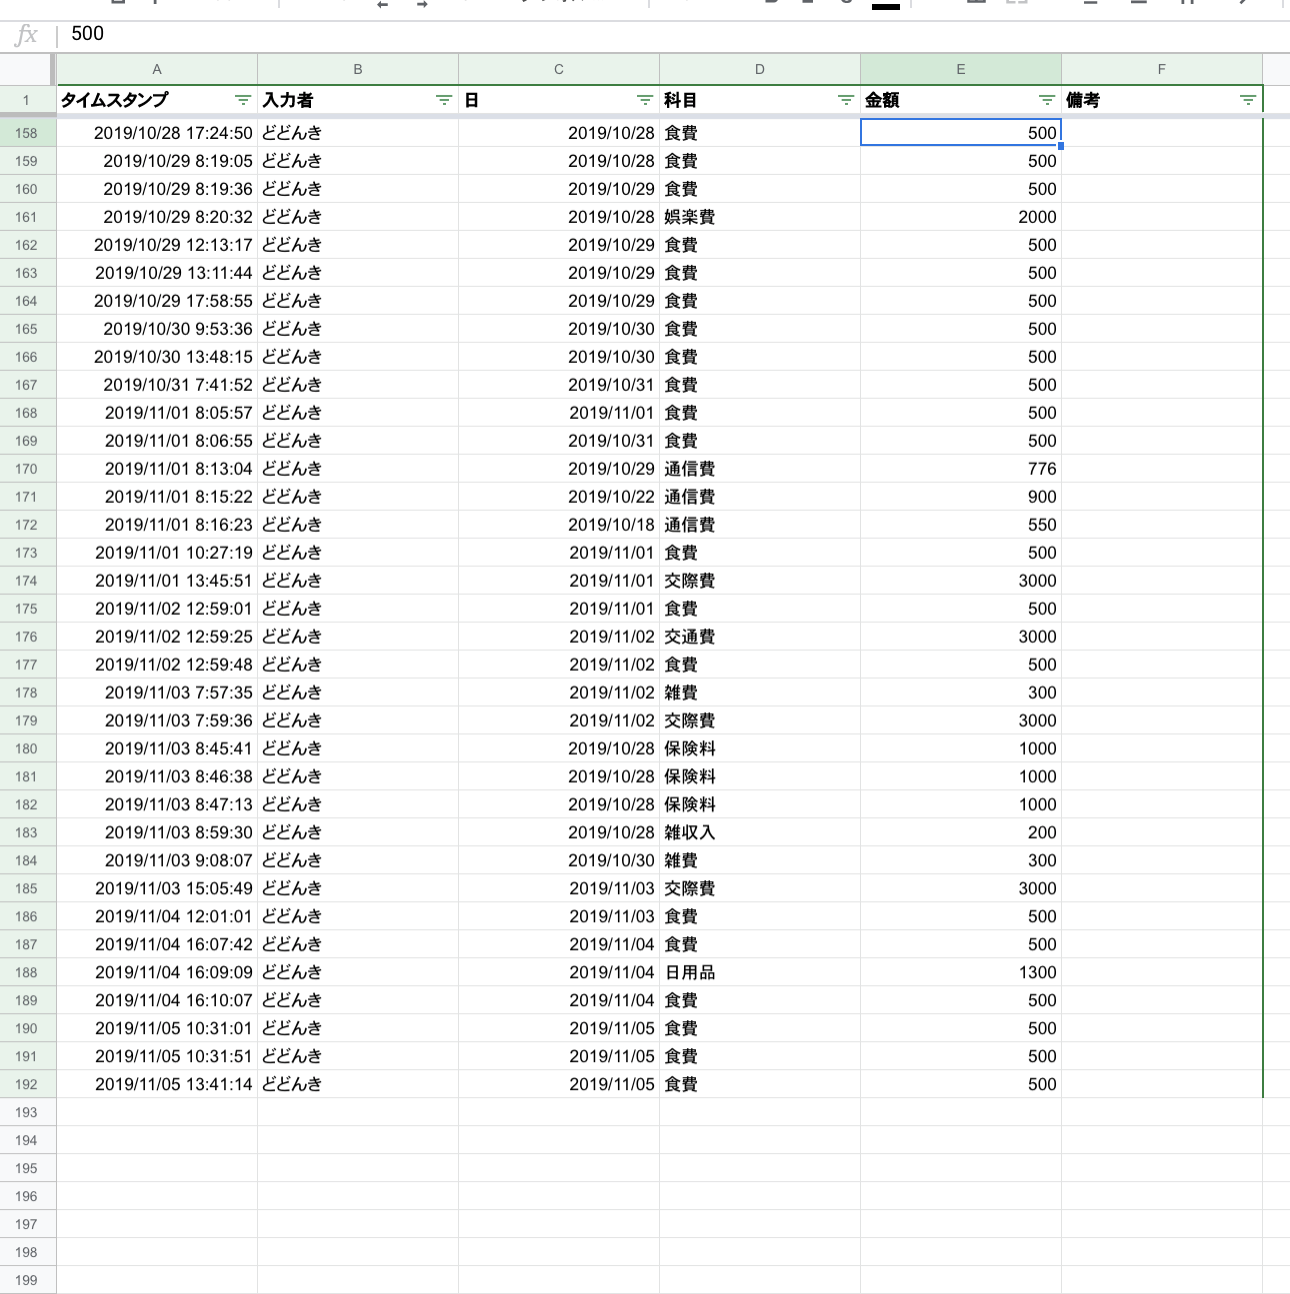 fx 500
A B C D E F
1 タイムスタンプ 入力者 日 科目 金額 備考
158 2019/10/28 17:24:50 どどんき 2019/10/28 食費 500
159 2019/10/29 8:19:05 どどんき 2019/10/28 食費 500
160 2019/10/29 8:19:36 どどんき 2019/10/29 食費 500
161 2019/10/29 8:20:32 どどんき 2019/10/28 娯楽費 2000
162 2019/10/29 12:13:17 どどんき 2019/10/29 食費 500
163 2019/10/29 13:11:44 どどんき 2019/10/29 食費 500
164 2019/10/29 17:58:55 どどんき 2019/10/29 食費 500
165 2019/10/30 9:53:36 どどんき 2019/10/30 食費 500
166 2019/10/30 13:48:15 どどんき 2019/10/30 食費 500
167 2019/10/31 7:41:52 どどんき 2019/10/31 食費 500
168 2019/11/01 8:05:57 どどんき 2019/11/01 食費 500
169 2019/11/01 8:06:55 どどんき 2019/10/31 食費 500
170 2019/11/01 8:13:04 どどんき 2019/10/29 通信費 776
171 2019/11/01 8:15:22 どどんき 2019/10/22 通信費 900
172 2019/11/01 8:16:23 どどんき 2019/10/18 通信費 550
173 2019/11/01 10:27:19 どどんき 2019/11/01 食費 500
174 2019/11/01 13:45:51 どどんき 2019/11/01 交際費 3000
175 2019/11/02 12:59:01 どどんき 2019/11/01 食費 500
176 2019/11/02 12:59:25 どどんき 2019/11/02 交通費 3000
177 2019/11/02 12:59:48 どどんき 2019/11/02 食費 500
178 2019/11/03 7:57:35 どどんき 2019/11/02 雑費 300
179 2019/11/03 7:59:36 どどんき 2019/11/02 交際費 3000
180 2019/11/03 8:45:41 どどんき 2019/10/28 保険料 1000
181 2019/11/03 8:46:38 どどんき 2019/10/28 保険料 1000
182 2019/11/03 8:47:13 どどんき 2019/10/28 保険料 1000
183 2019/11/03 8:59:30 どどんき 2019/10/28 雑収入 200
184 2019/11/03 9:08:07 どどんき 2019/10/30 雑費 300
185 2019/11/03 15:05:49 どどんき 2019/11/03 交際費 3000
186 2019/11/04 12:01:01 どどんき 2019/11/03 食費 500
187 2019/11/04 16:07:42 どどんき 2019/11/04 食費 500
188 2019/11/04 16:09:09 どどんき 2019/11/04 日用品 1300
189 2019/11/04 16:10:07 どどんき 2019/11/04 食費 500
190 2019/11/05 10:31:01 どどんき 2019/11/05 食費 500
191 2019/11/05 10:31:51 どどんき 2019/11/05 食費 500
192 2019/11/05 13:41:14 どどんき 2019/11/05 食費 500
193
194
195
196
197
198
199